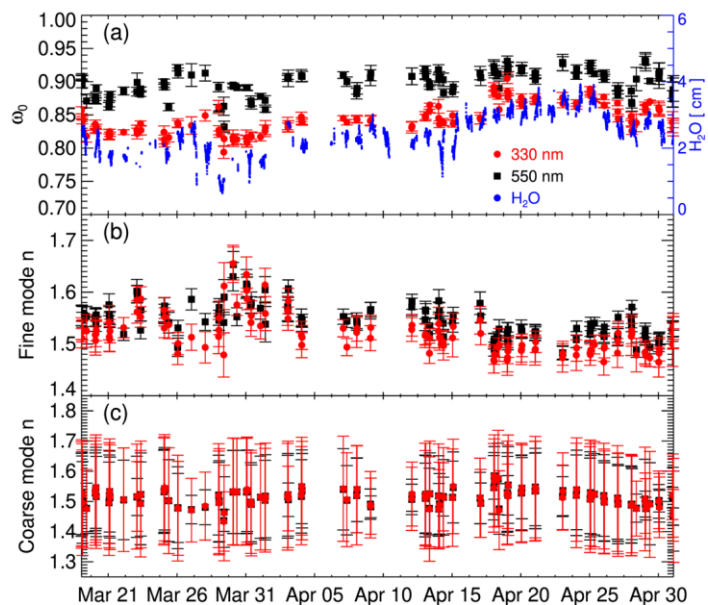 (a)
1.00
0.95
0.90
0.85
0.80
0.75
0.70
ω₀
6
4
2
0
H₂O [ cm ]
330 nm
550 nm
H₂O
(b)
1.7
1.6
1.5
1.4
Fine mode n
(c)
1.8
1.7
1.6
1.5
1.4
1.3
Coarse mode n
Mar 21 Mar 26 Mar 31 Apr 05 Apr 10 Apr 15 Apr 20 Apr 25 Apr 30